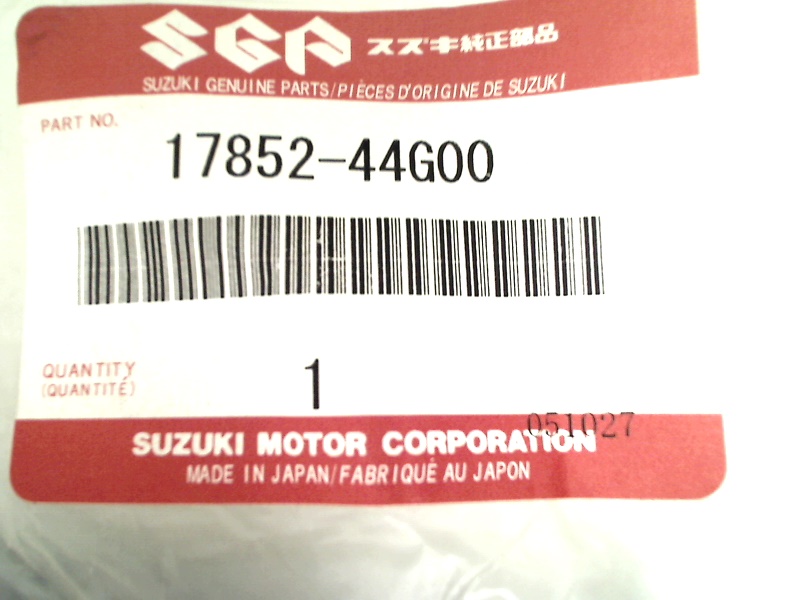 SGP スズキ純正部品
SUZUKI GENUINE PARTS/PIÈCES D'ORIGINE DE SUZUKI
PART NO.
17852-44G00
QUANTITY 1
(QUANTITÉ)
051027
SUZUKI MOTOR CORPORATION
MADE IN JAPAN/FABRIQUÉ AU JAPON